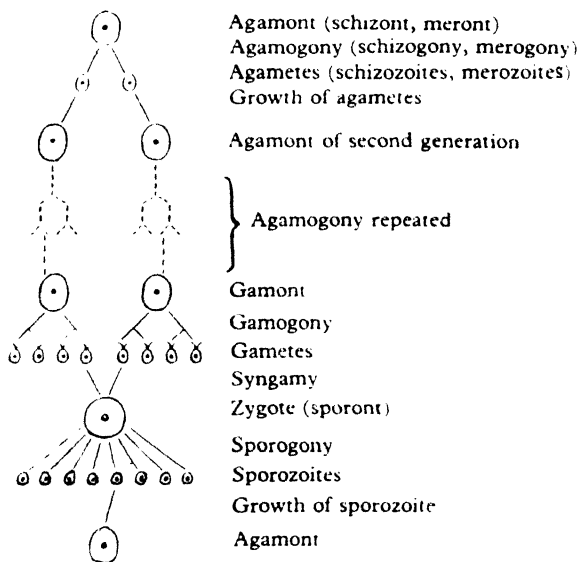 Agamont (schizont, meront)
Agamogony (schizogony, merogony)
Agametes (schizozoites, merozoites)
Growth of agametes
Agamont of second generation
Agamogony repeated
Gamont
Gamogony
Gametes
Syngamy
Zygote (sporont)
Sporogony
Sporozoites
Growth of sporozoite
Agamont